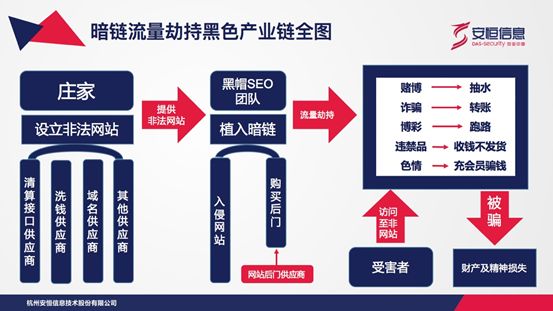 暗链流量劫持黑色产业链全图
安恒信息
DAS-security
庄家
设立非法网站
清算接口供应商
洗钱供应商
域名供应商
其他供应商
提供
非法网站
黑帽SEO
团队
植入暗链
入侵网站
购买后门
网站后门供应商
流量劫持
赌博 抽水
诈骗 转账
博彩 跑路
违禁品 收钱不发货
色情 充会员骗钱
访问
至非
网站
受害者
被骗
财产及精神损失
杭州安恒信息技术股份有限公司